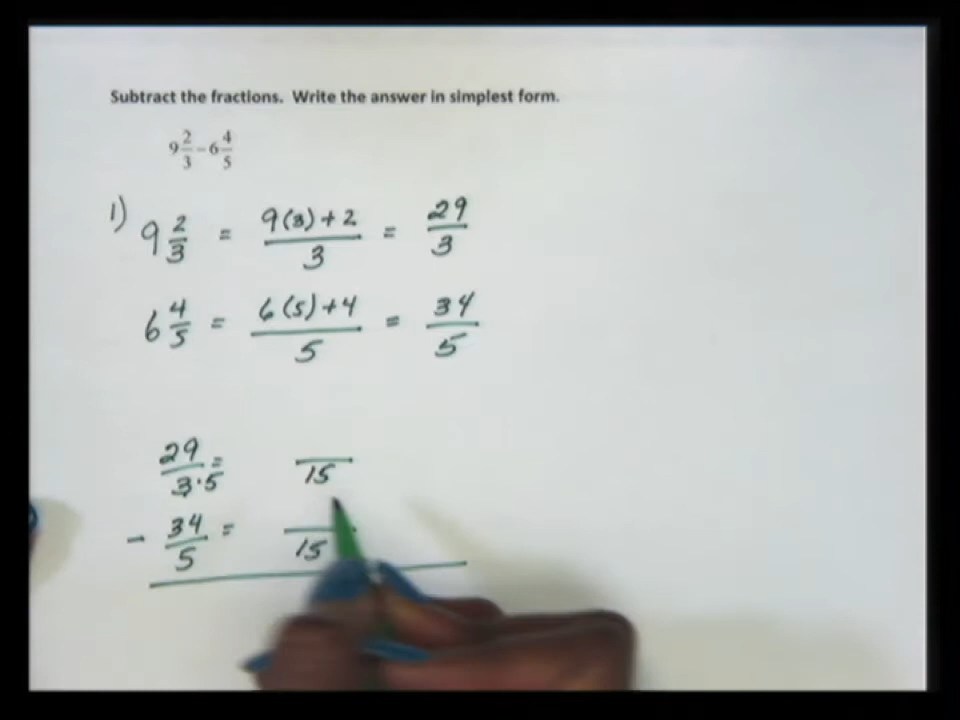 Subtract the fractions. Write the answer in simplest form.
9 2/3 - 6 4/5
1) 9 2/3 = 9(3)+2/3 = 29/3
6 4/5 = 6(5)+4/5 = 34/5
29/3·5 = /15
- 34/5 = /15